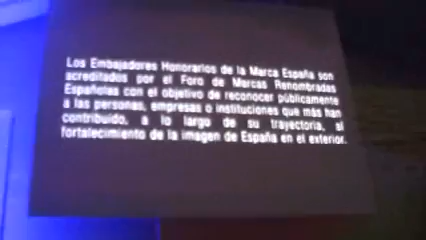 Los Embajadores Honorarios de la Marca España son
acreditados por el Foro de Marcas Renombradas
Españolas con el objetivo de reconocer públicamente
a las personas, empresas o instituciones que más han
contribuido, a lo largo de su trayectoria, al
fortalecimiento de la imagen de España en el exterior.